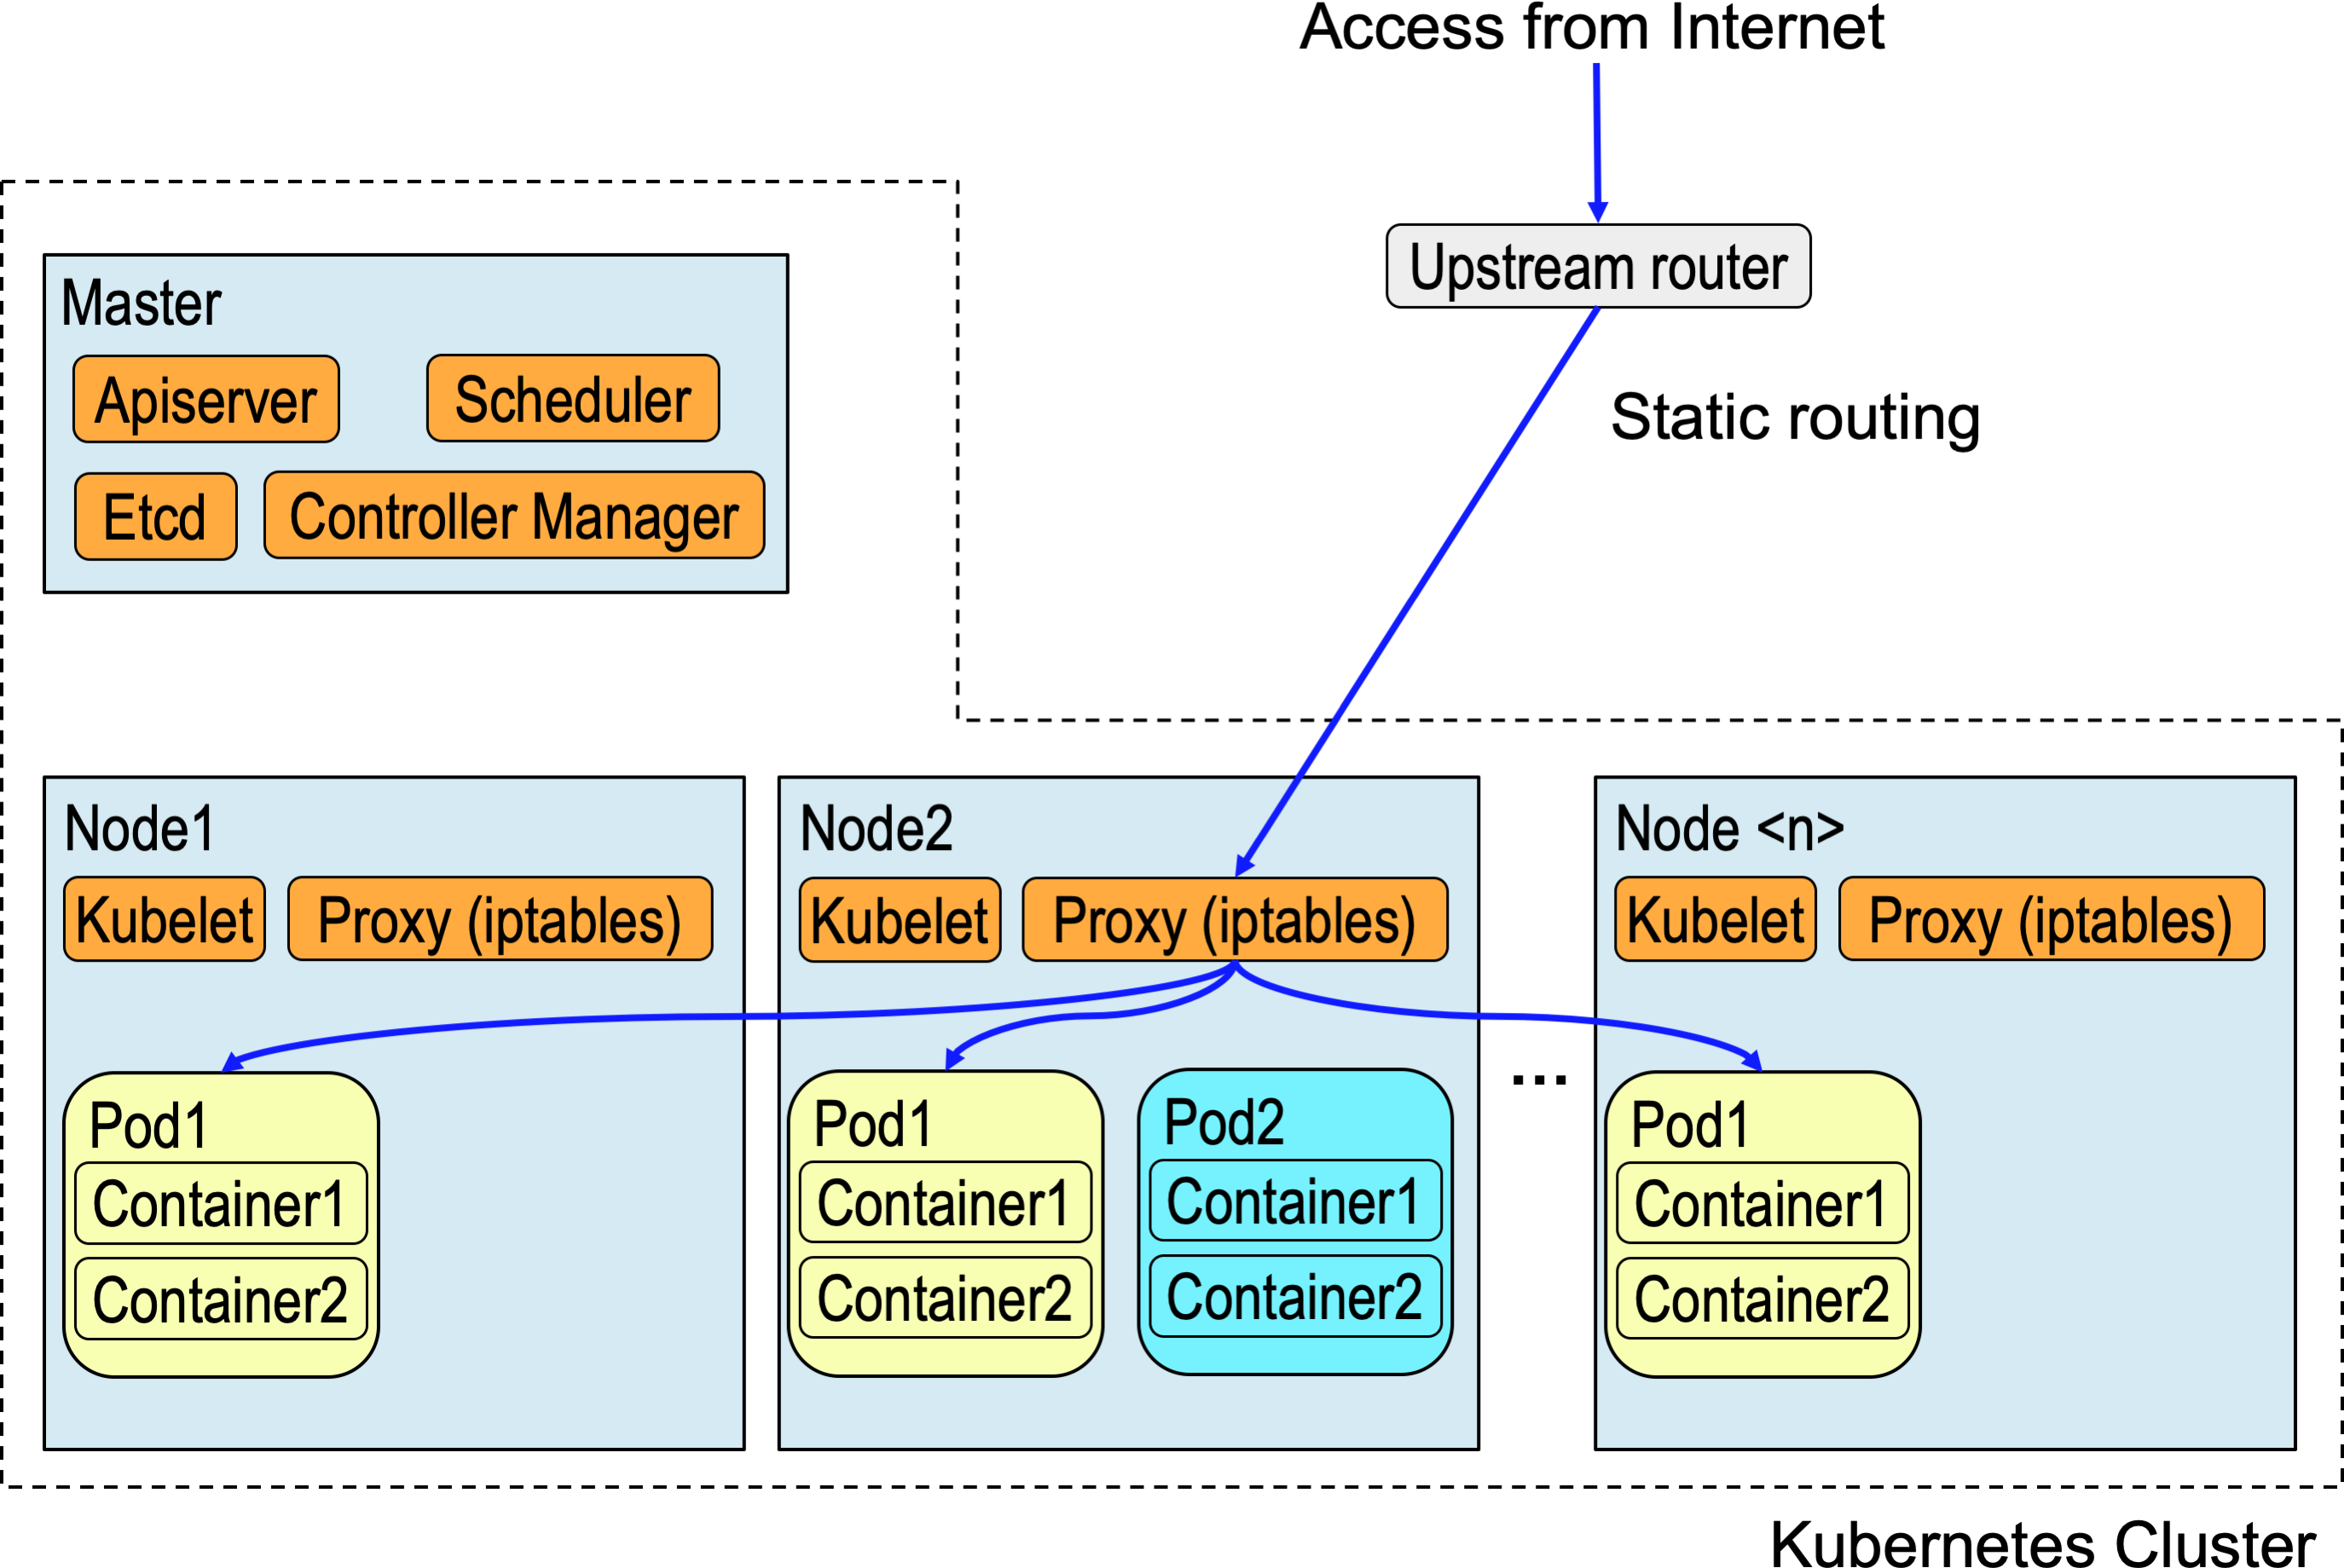 Access from Internet
Upstream router
Static routing
Master
Apiserver
Scheduler
Etcd
Controller Manager
Node1
Kubelet
Proxy (iptables)
Pod1
Container1
Container2
Node2
Kubelet
Proxy (iptables)
Pod1
Container1
Container2
Pod2
Container1
Container2
...
Node <n>
Kubelet
Proxy (iptables)
Pod1
Container1
Container2
Kubernetes Cluster